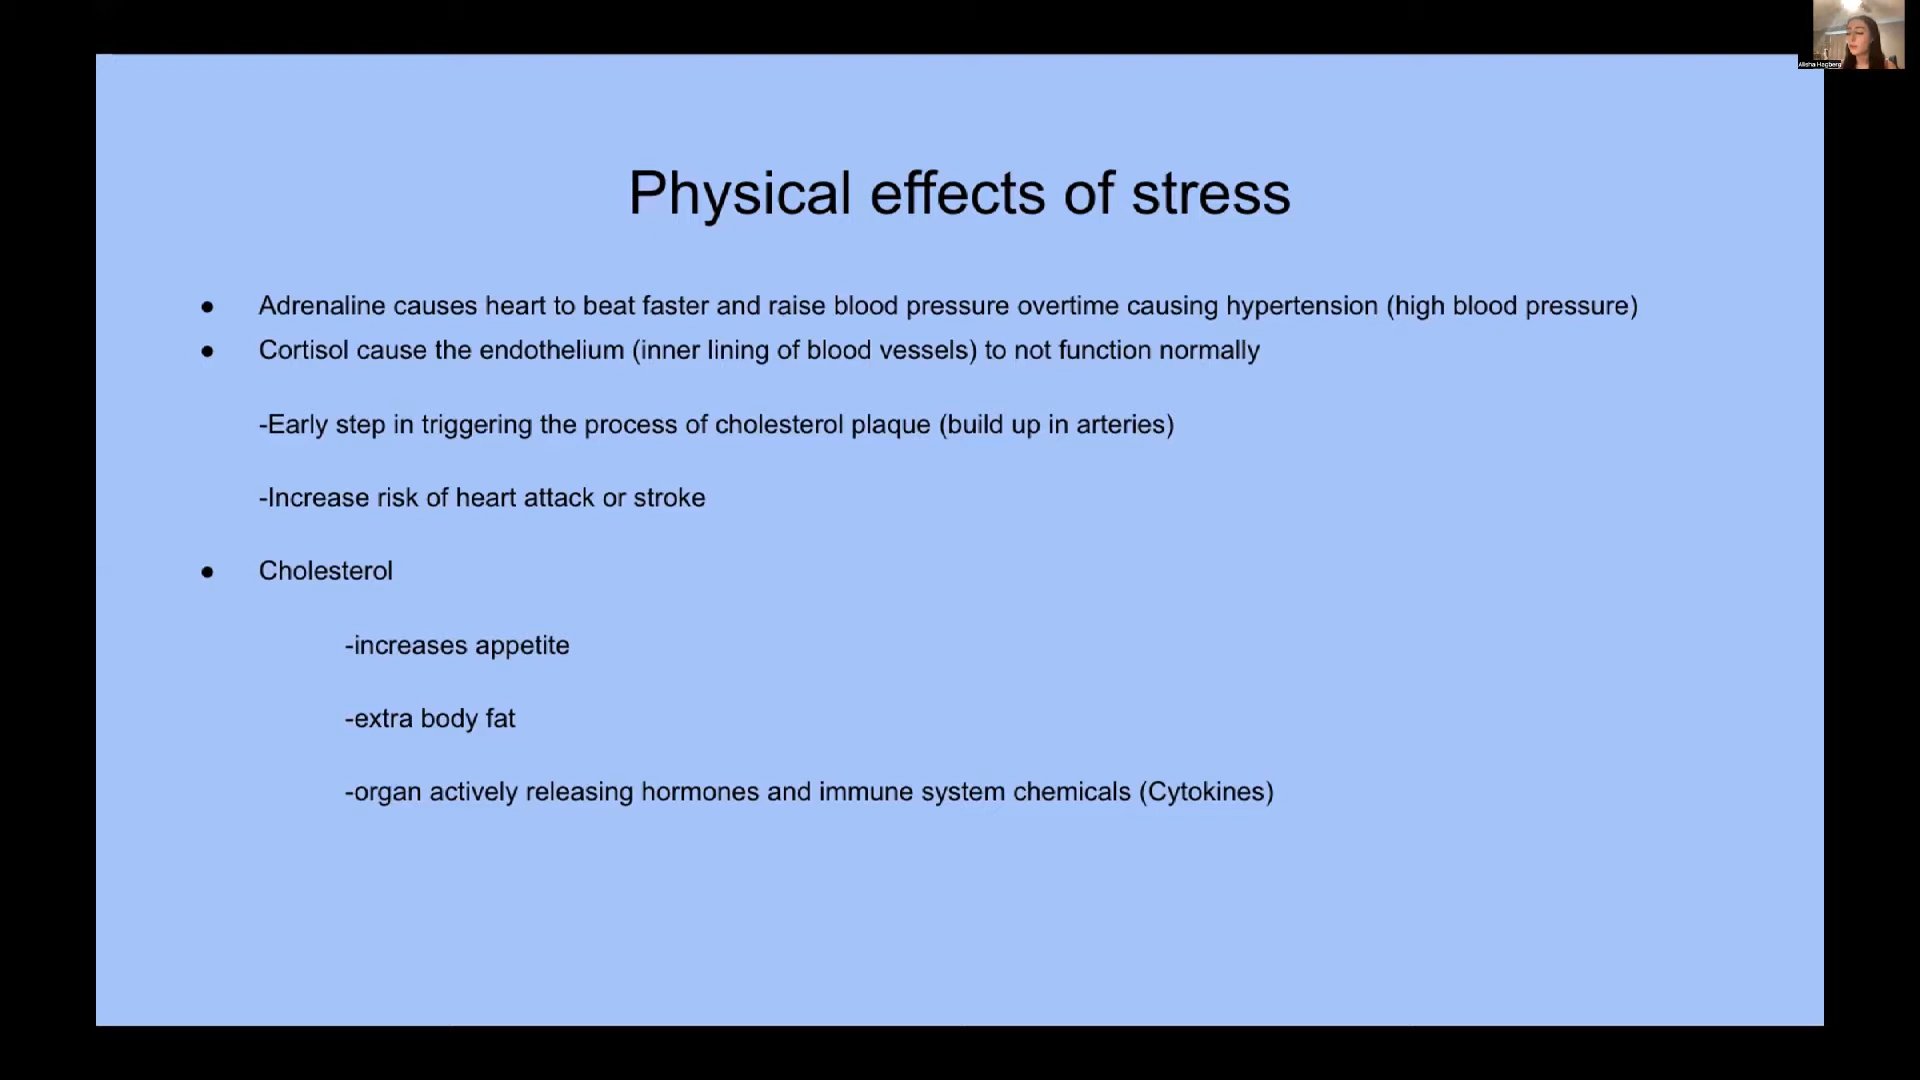 Alisha Hagberg
Physical effects of stress
● Adrenaline causes heart to beat faster and raise blood pressure overtime causing hypertension (high blood pressure)
● Cortisol cause the endothelium (inner lining of blood vessels) to not function normally
-Early step in triggering the process of cholesterol plaque (build up in arteries)
-Increase risk of heart attack or stroke
● Cholesterol
-increases appetite
-extra body fat
-organ actively releasing hormones and immune system chemicals (Cytokines)